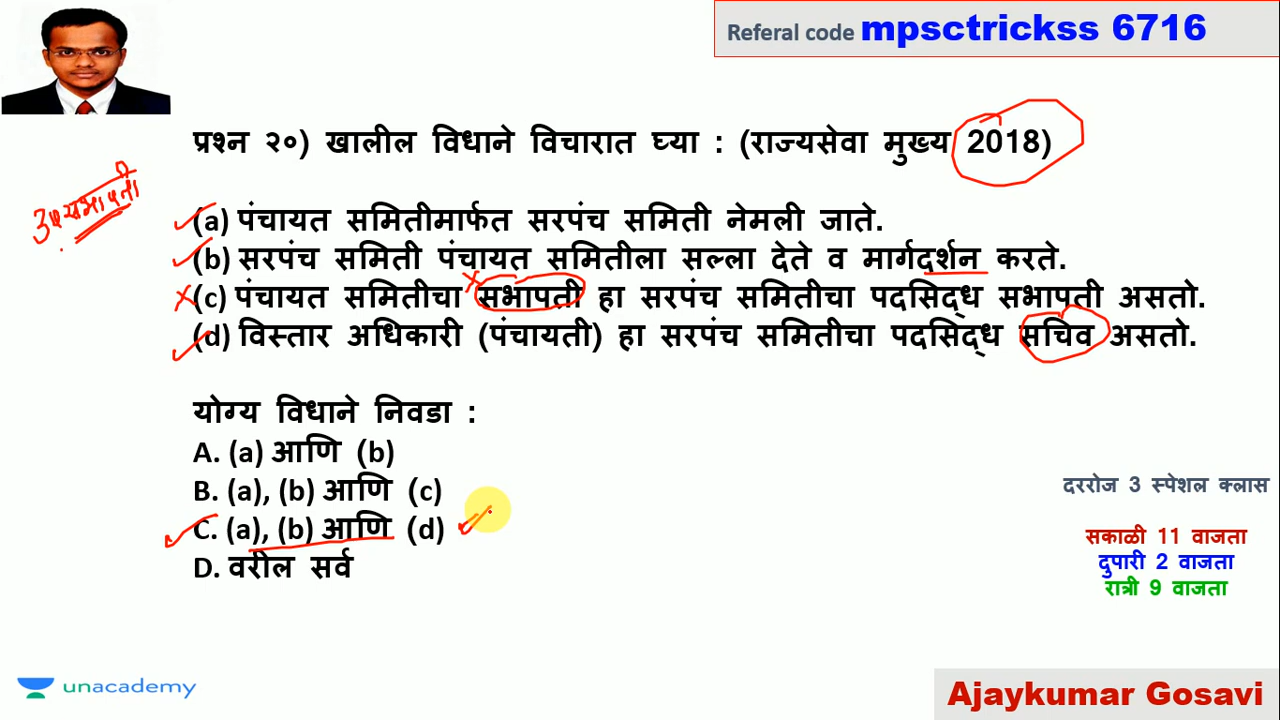 Referal code mpsctrickss 6716
प्रश्न २०) खालील विधाने विचारात घ्या : (राज्यसेवा मुख्य 2018)
उपसभापती
(a) पंचायत समितीमार्फत सरपंच समिती नेमली जाते.
(b) सरपंच समिती पंचायत समितीला सल्ला देते व मार्गदर्शन करते.
(c) पंचायत समितीचा सभापती हा सरपंच समितीचा पदसिद्ध सभापती असतो.
(d) विस्तार अधिकारी (पंचायती) हा सरपंच समितीचा पदसिद्ध सचिव असतो.
योग्य विधाने निवडा :
A. (a) आणि (b)
B. (a), (b) आणि (c)
C. (a), (b) आणि (d)
D. वरील सर्व
दररोज 3 स्पेशल क्लास
सकाळी 11 वाजता
दुपारी 2 वाजता
रात्री 9 वाजता
unacademy
Ajaykumar Gosavi